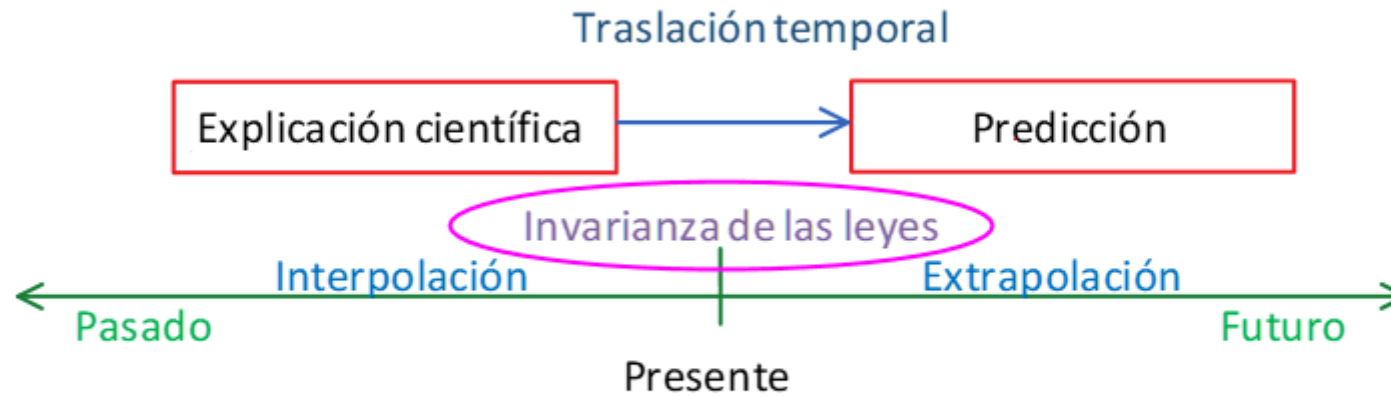 Traslación temporal
Explicación científica
Predicción
Invarianza de las leyes
Interpolación
Extrapolación
Pasado
Futuro
Presente